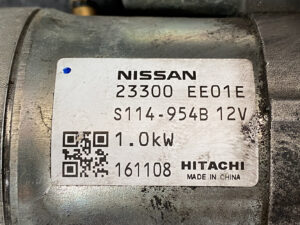 NISSAN
23300 EE01E
S114-954B 12V
1.0kW
161108 HITACHI
MADE IN CHINA